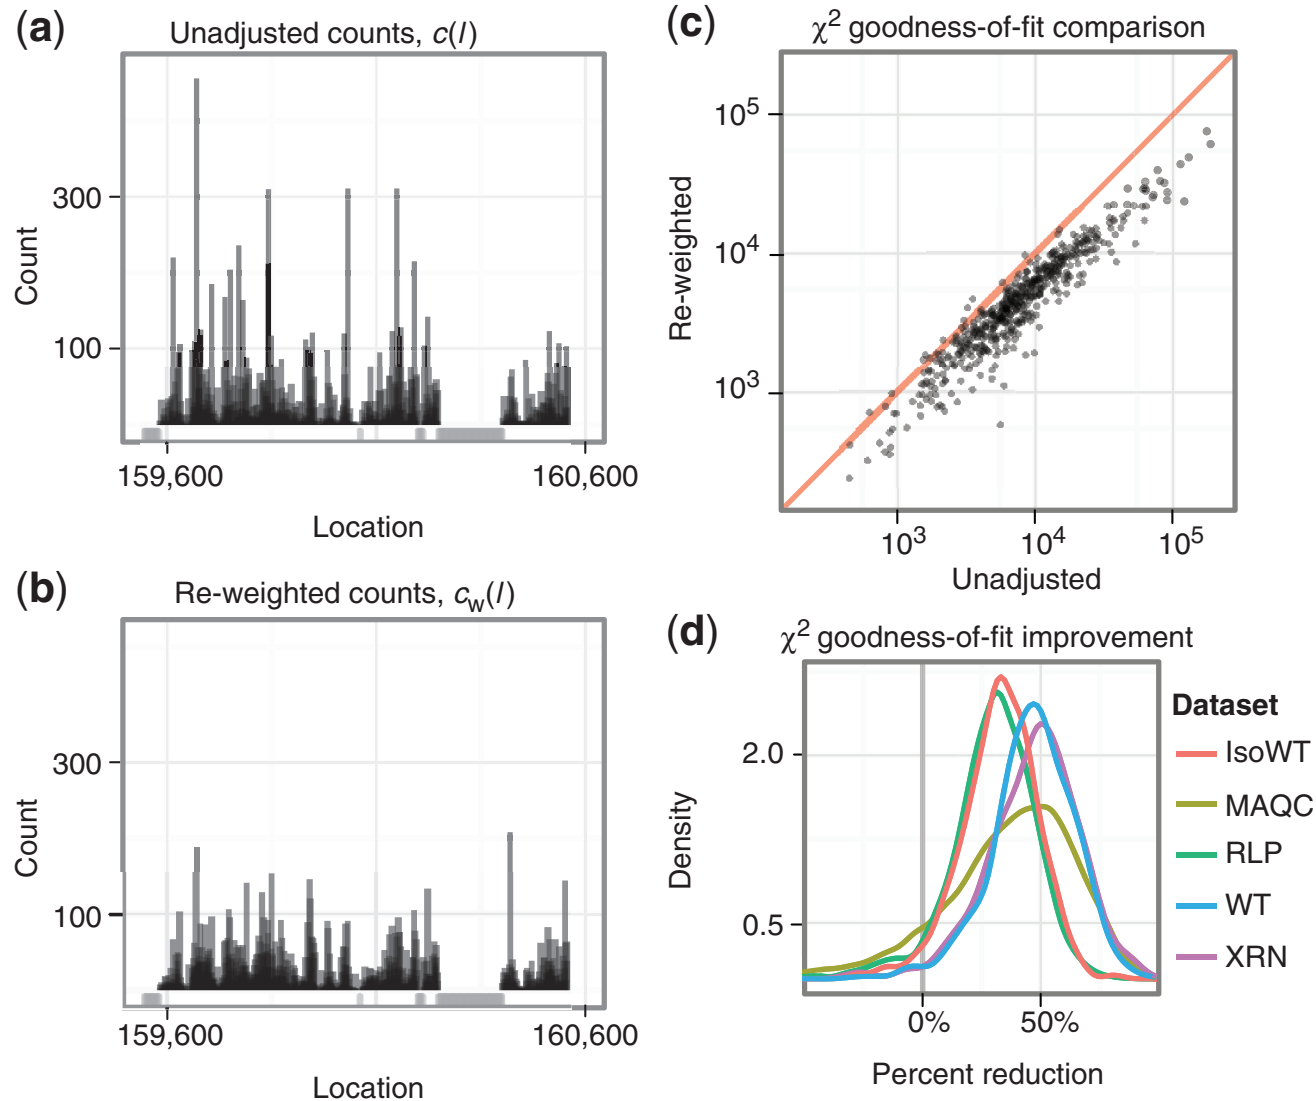 (a)
Unadjusted counts, c(l)
Count
300
100
159,600
160,600
Location
(b)
Re-weighted counts, c_w(l)
Count
300
100
159,600
160,600
Location
(c)
χ² goodness-of-fit comparison
Re-weighted
10⁵
10⁴
10³
10³
10⁴
10⁵
Unadjusted
(d)
χ² goodness-of-fit improvement
Density
2.0
0.5
0%
50%
Percent reduction
Dataset
IsoWT
MAQC
RLP
WT
XRN